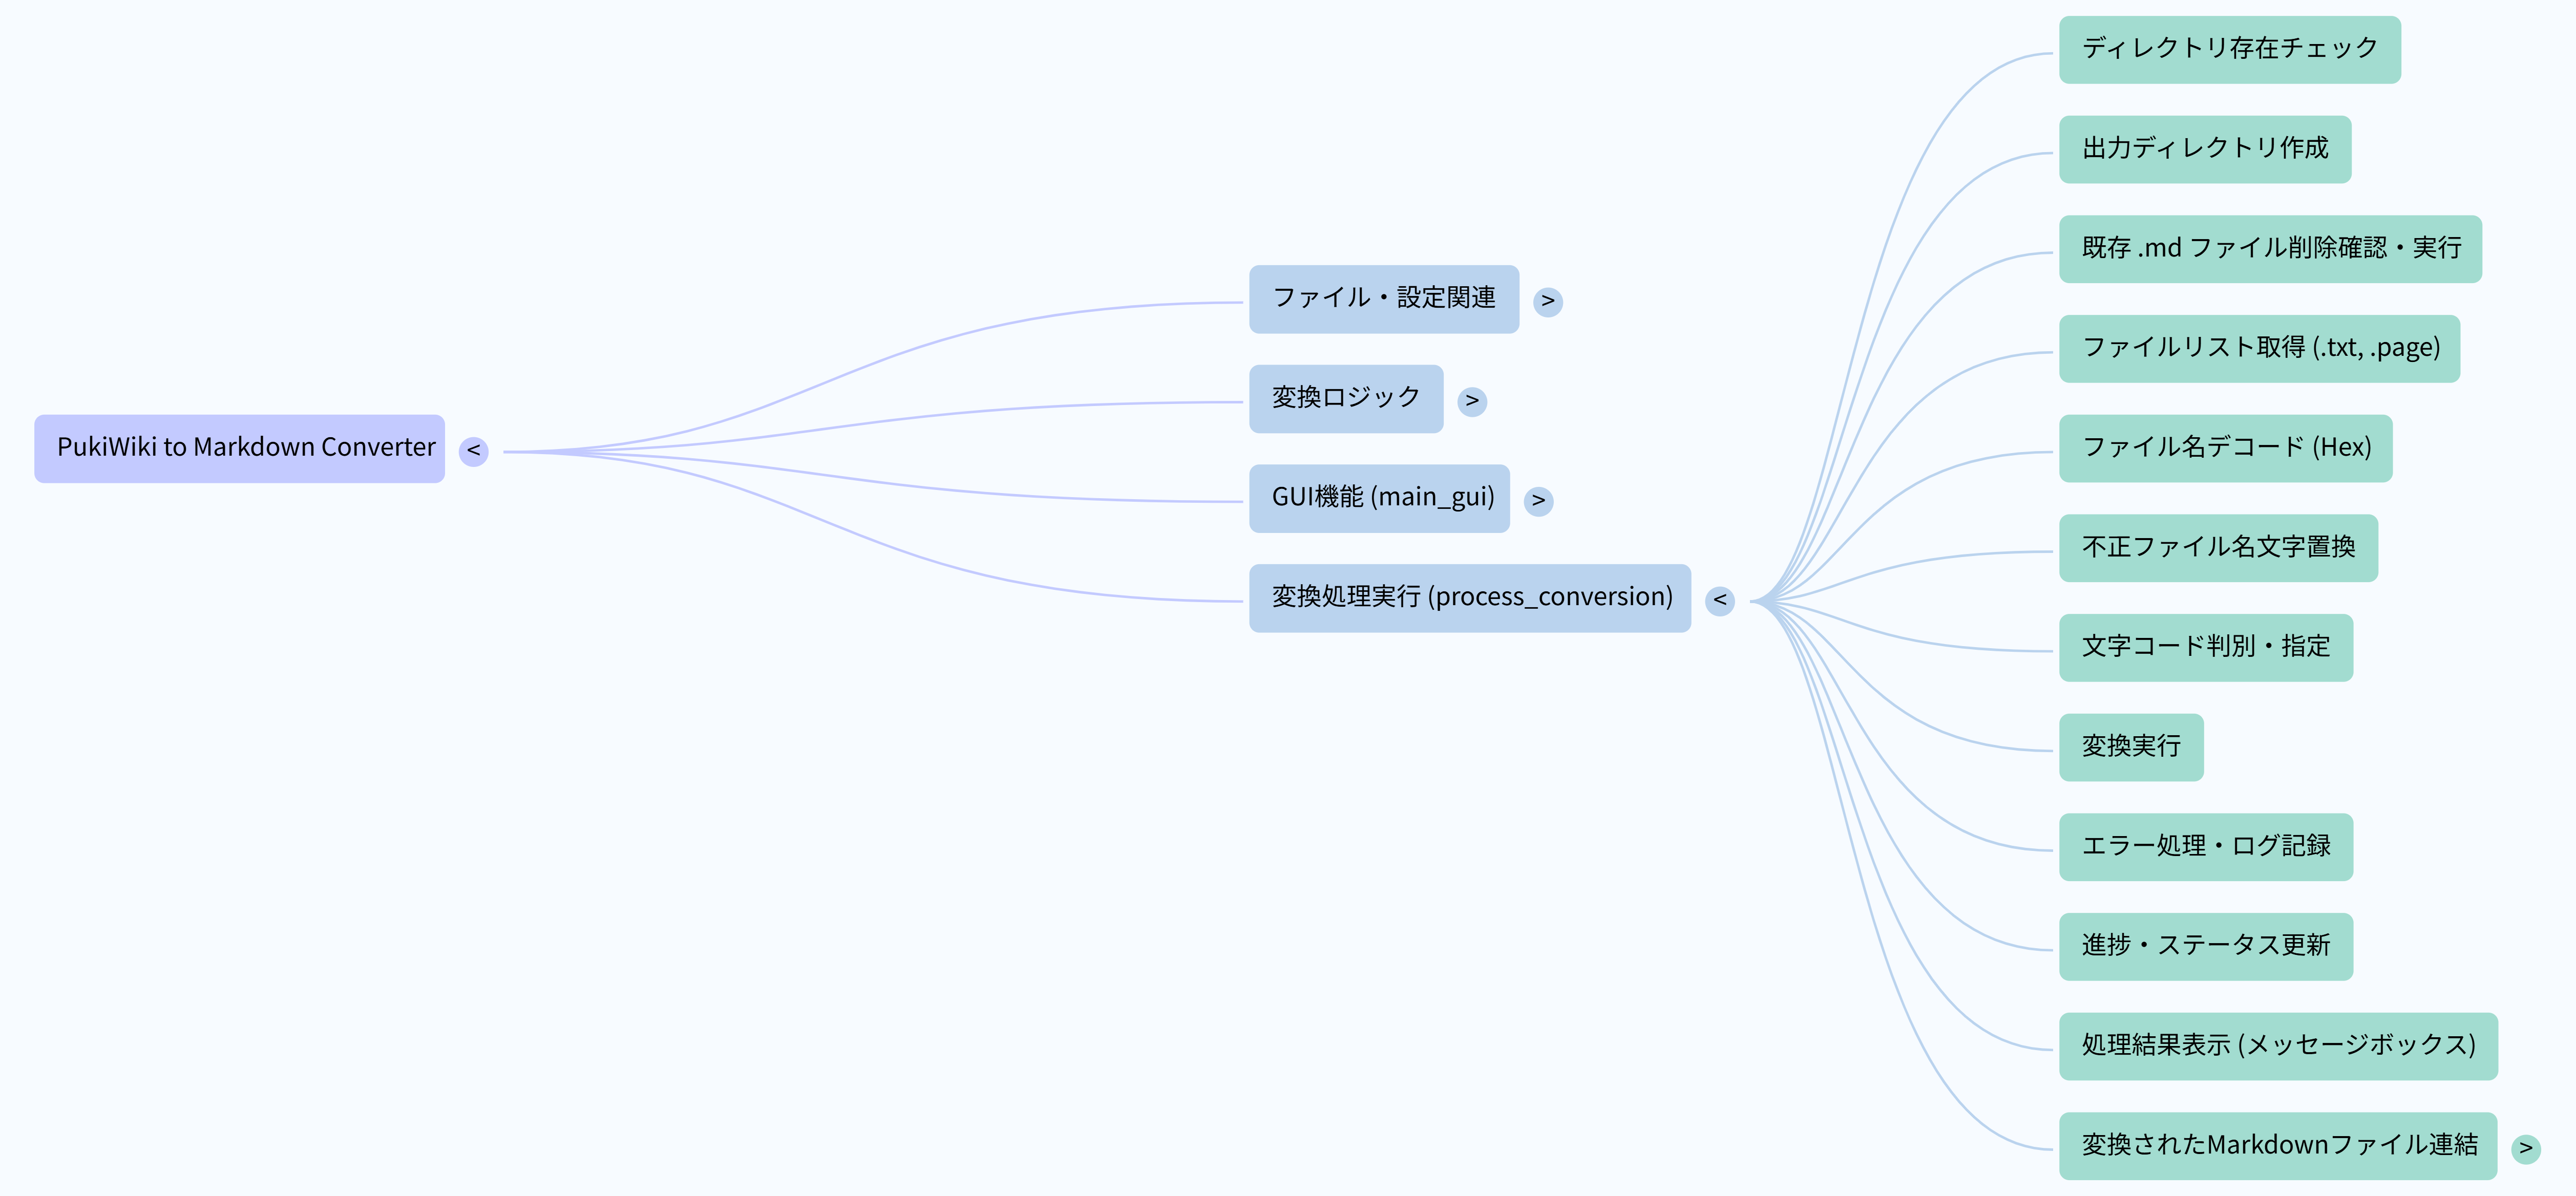 PukiWiki to Markdown Converter
<
ファイル・設定関連
>
変換ロジック
>
GUI機能 (main_gui)
>
変換処理実行 (process_conversion)
<
ディレクトリ存在チェック
出力ディレクトリ作成
既存 .md ファイル削除確認・実行
ファイルリスト取得 (.txt, .page)
ファイル名デコード (Hex)
不正ファイル名文字置換
文字コード判別・指定
変換実行
エラー処理・ログ記録
進捗・ステータス更新
処理結果表示 (メッセージボックス)
変換されたMarkdownファイル連結
>